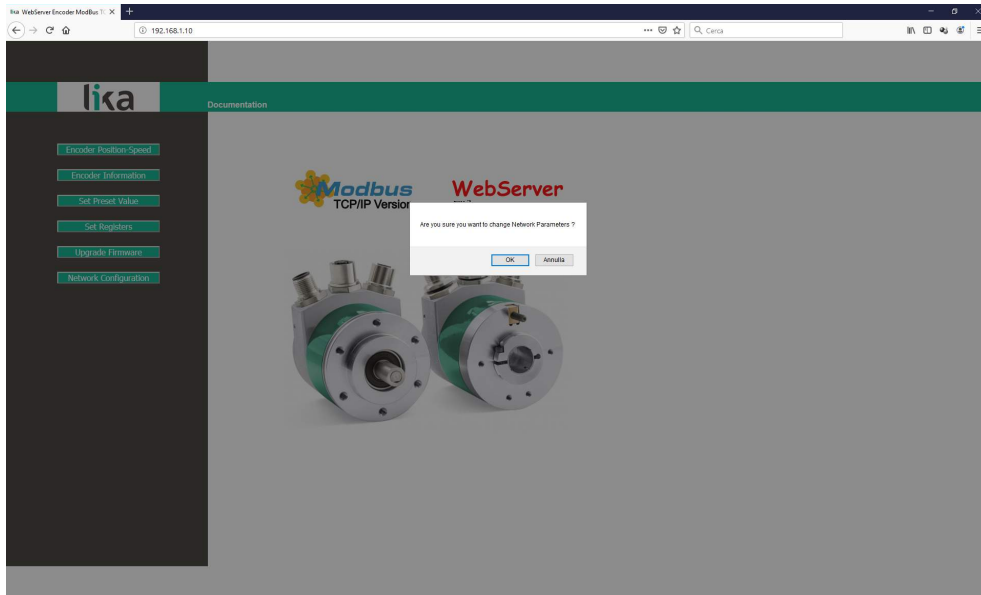 lika WebServer Encoder ModBus TC
192.168.1.10
Cerca
lika
Documentation
Encoder Position-Speed
Encoder Information
Set Preset Value
Set Registers
Upgrade Firmware
Network Configuration
Modbus
TCP/IP Version
WebServer
Are you sure you want to change Network Parameters ?
OK
Annulla